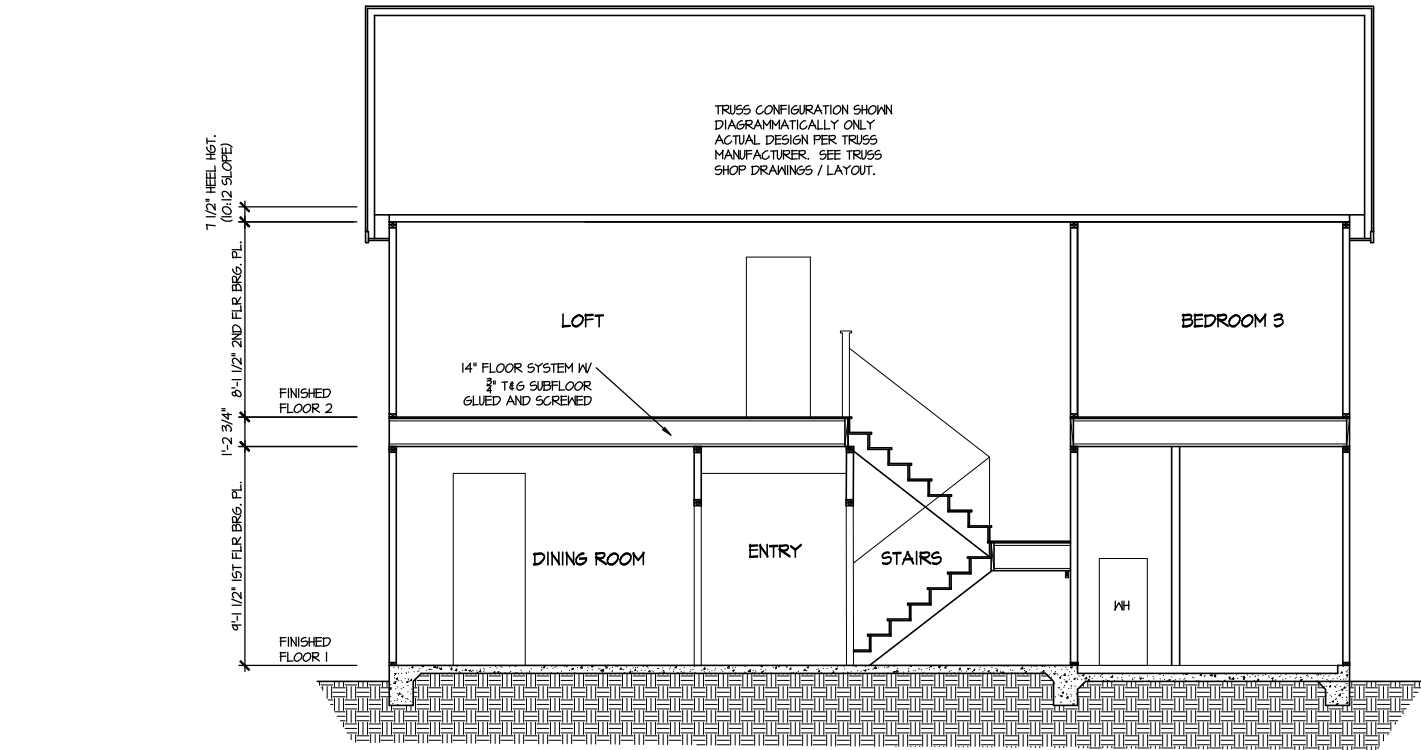 TRUSS CONFIGURATION SHOWN
DIAGRAMMATICALLY ONLY
ACTUAL DESIGN PER TRUSS
MANUFACTURER. SEE TRUSS
SHOP DRAWINGS / LAYOUT.
7 1/2" HEEL HGT.
(10:12 SLOPE)
8'-1 1/2" 2ND FLR BRG. PL.
1'-2 3/4"
9'-1 1/2" 1ST FLR BRG. PL.
LOFT
BEDROOM 3
14" FLOOR SYSTEM W/
3/4" T&G SUBFLOOR
GLUED AND SCREWED
FINISHED
FLOOR 2
DINING ROOM
ENTRY
STAIRS
WH
FINISHED
FLOOR 1